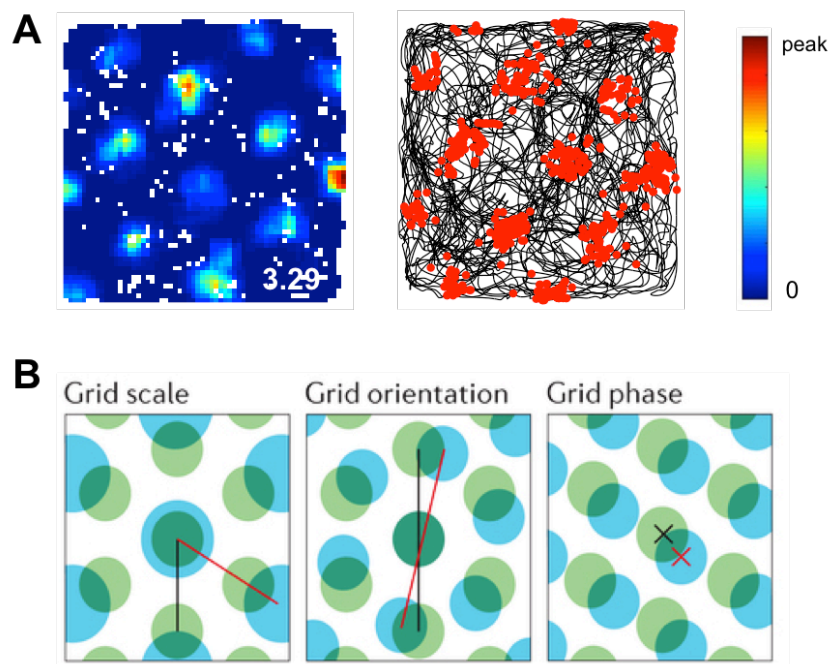 A
peak
3.29
0
B
Grid scale
Grid orientation
Grid phase